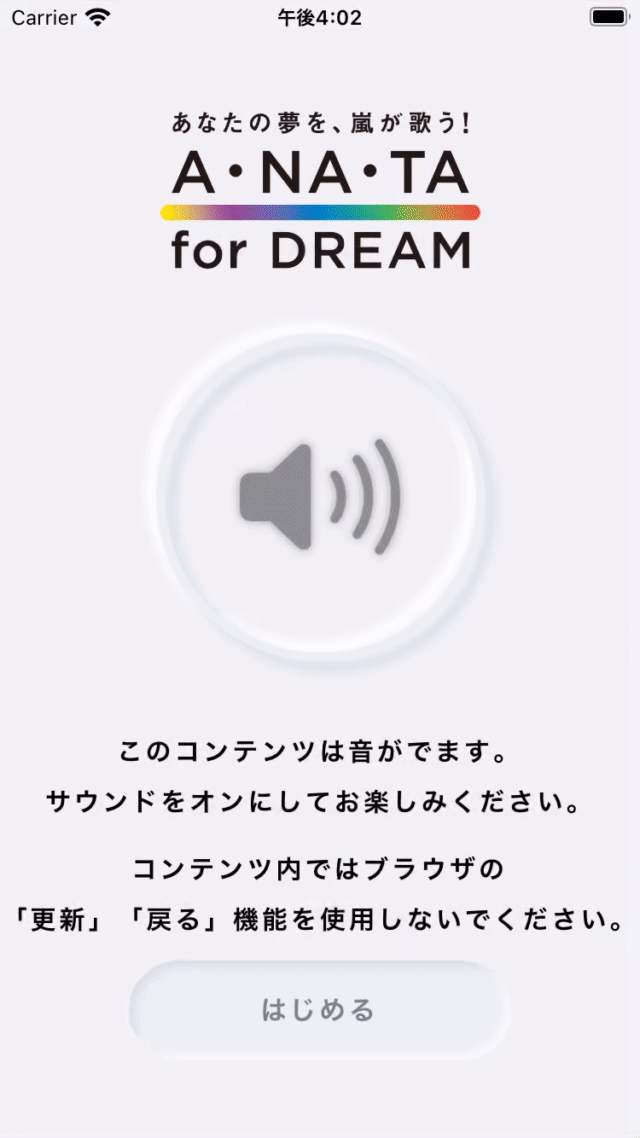 Carrier 午後4:02
あなたの夢を、嵐が歌う!
A・NA・TA
for DREAM
このコンテンツは音がでます。
サウンドをオンにしてお楽しみください。
コンテンツ内ではブラウザの
「更新」「戻る」機能を使用しないでください。
はじめる